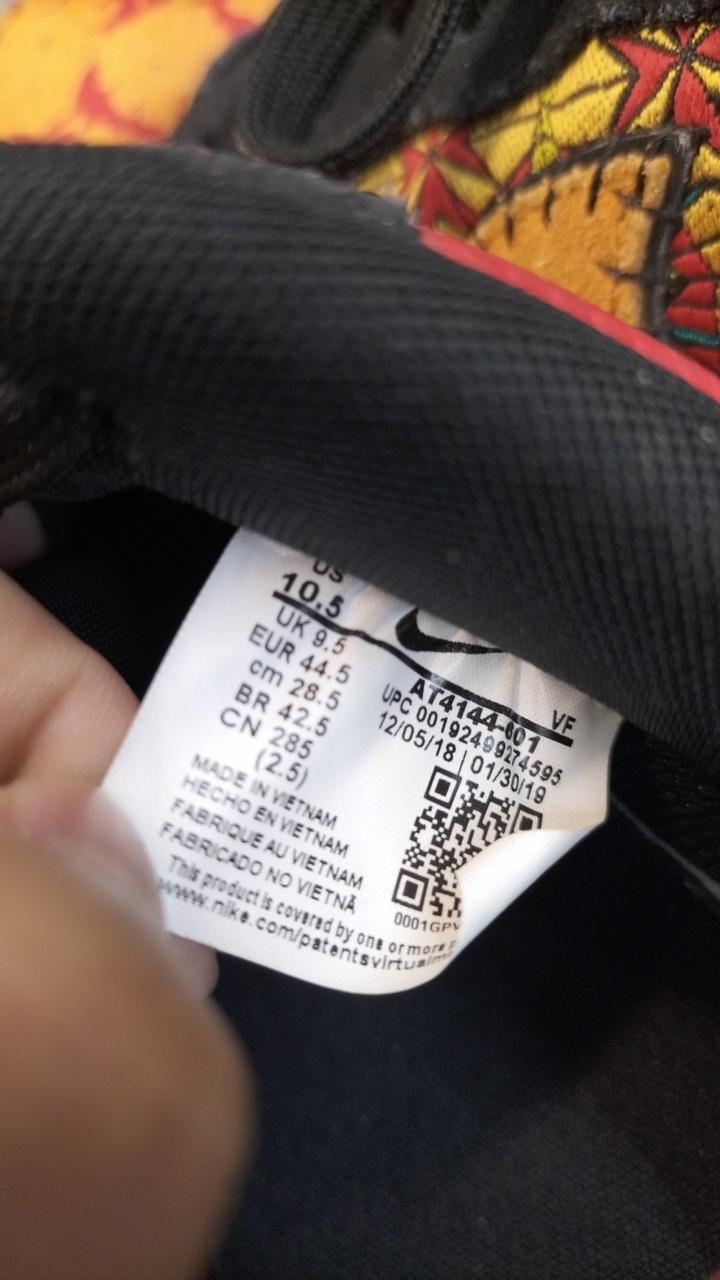 US
10.5
UK 9.5
EUR 44.5
cm 28.5
BR 42.5
CN 285
(2.5)
AT4144-601
VF
UPC 00192499274595
12/05/18 | 01/30/19
MADE IN VIETNAM
HECHO EN VIETNAM
FABRIQUE AU VIETNAM
FABRICADO NO VIETNÃ
0001GPV
This product is covered by one or more
www.nike.com/patentsvirtualm